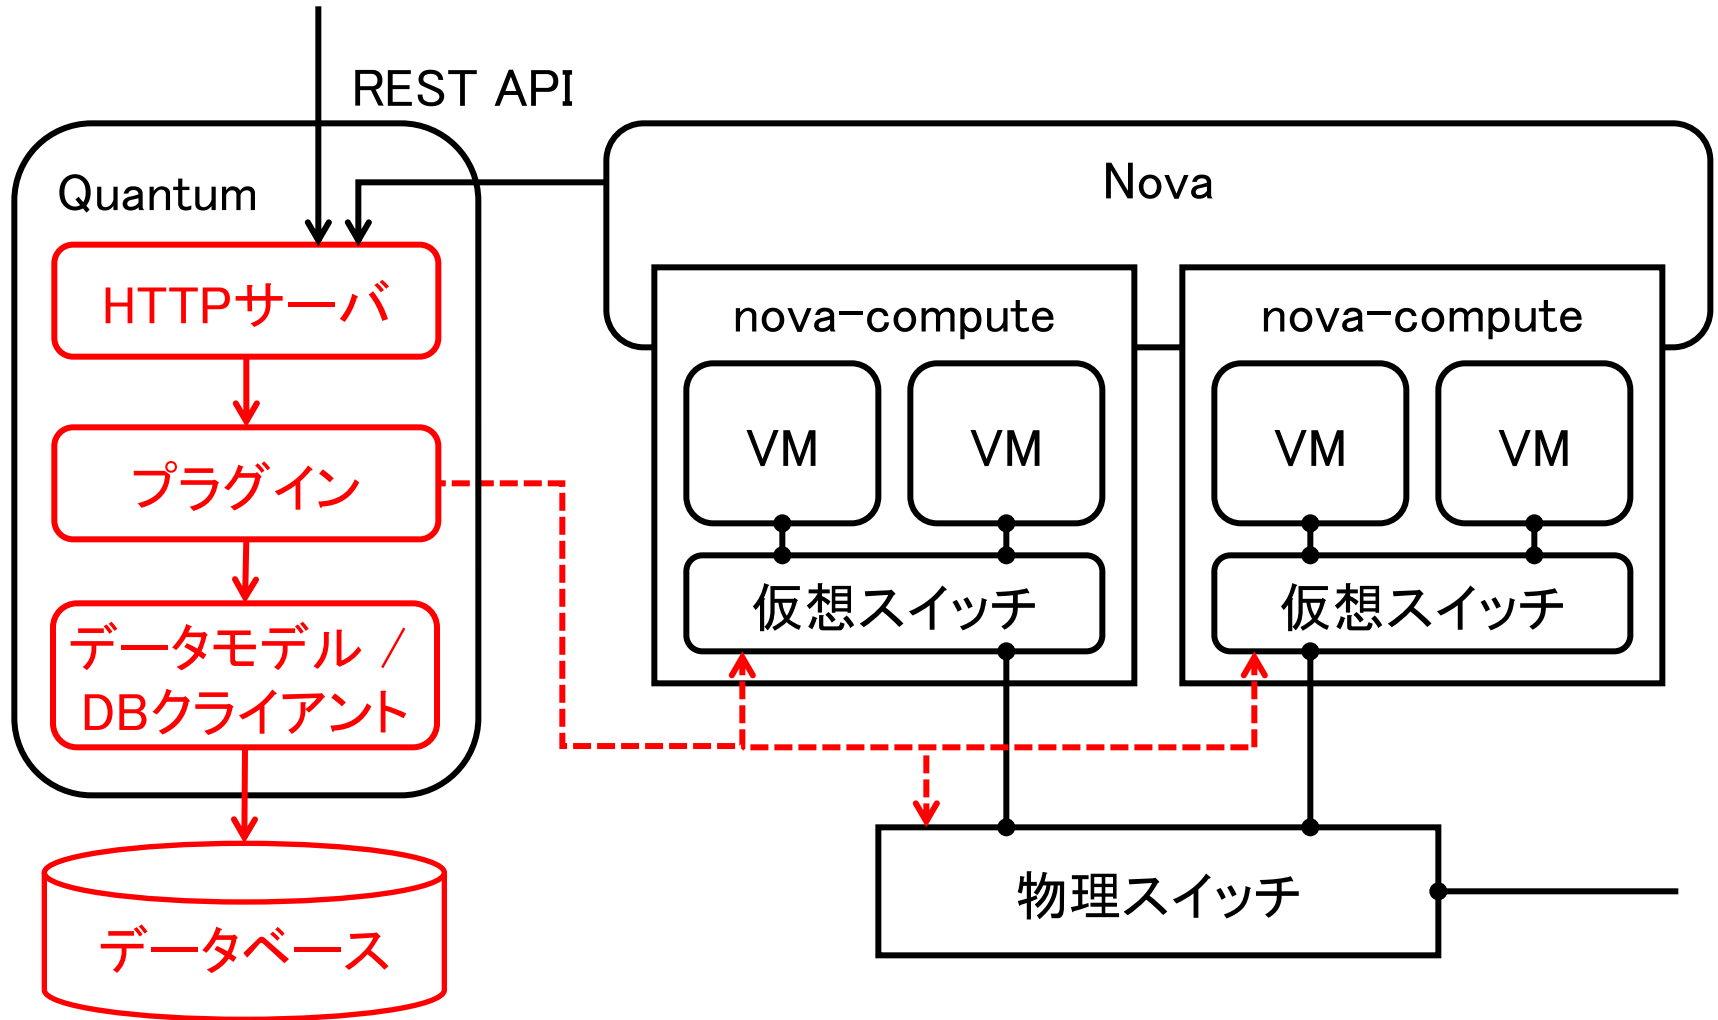 REST API
Quantum
HTTPサーバ
プラグイン
データモデル /
DBクライアント
データベース
Nova
nova-compute
VM
VM
仮想スイッチ
nova-compute
VM
VM
仮想スイッチ
物理スイッチ